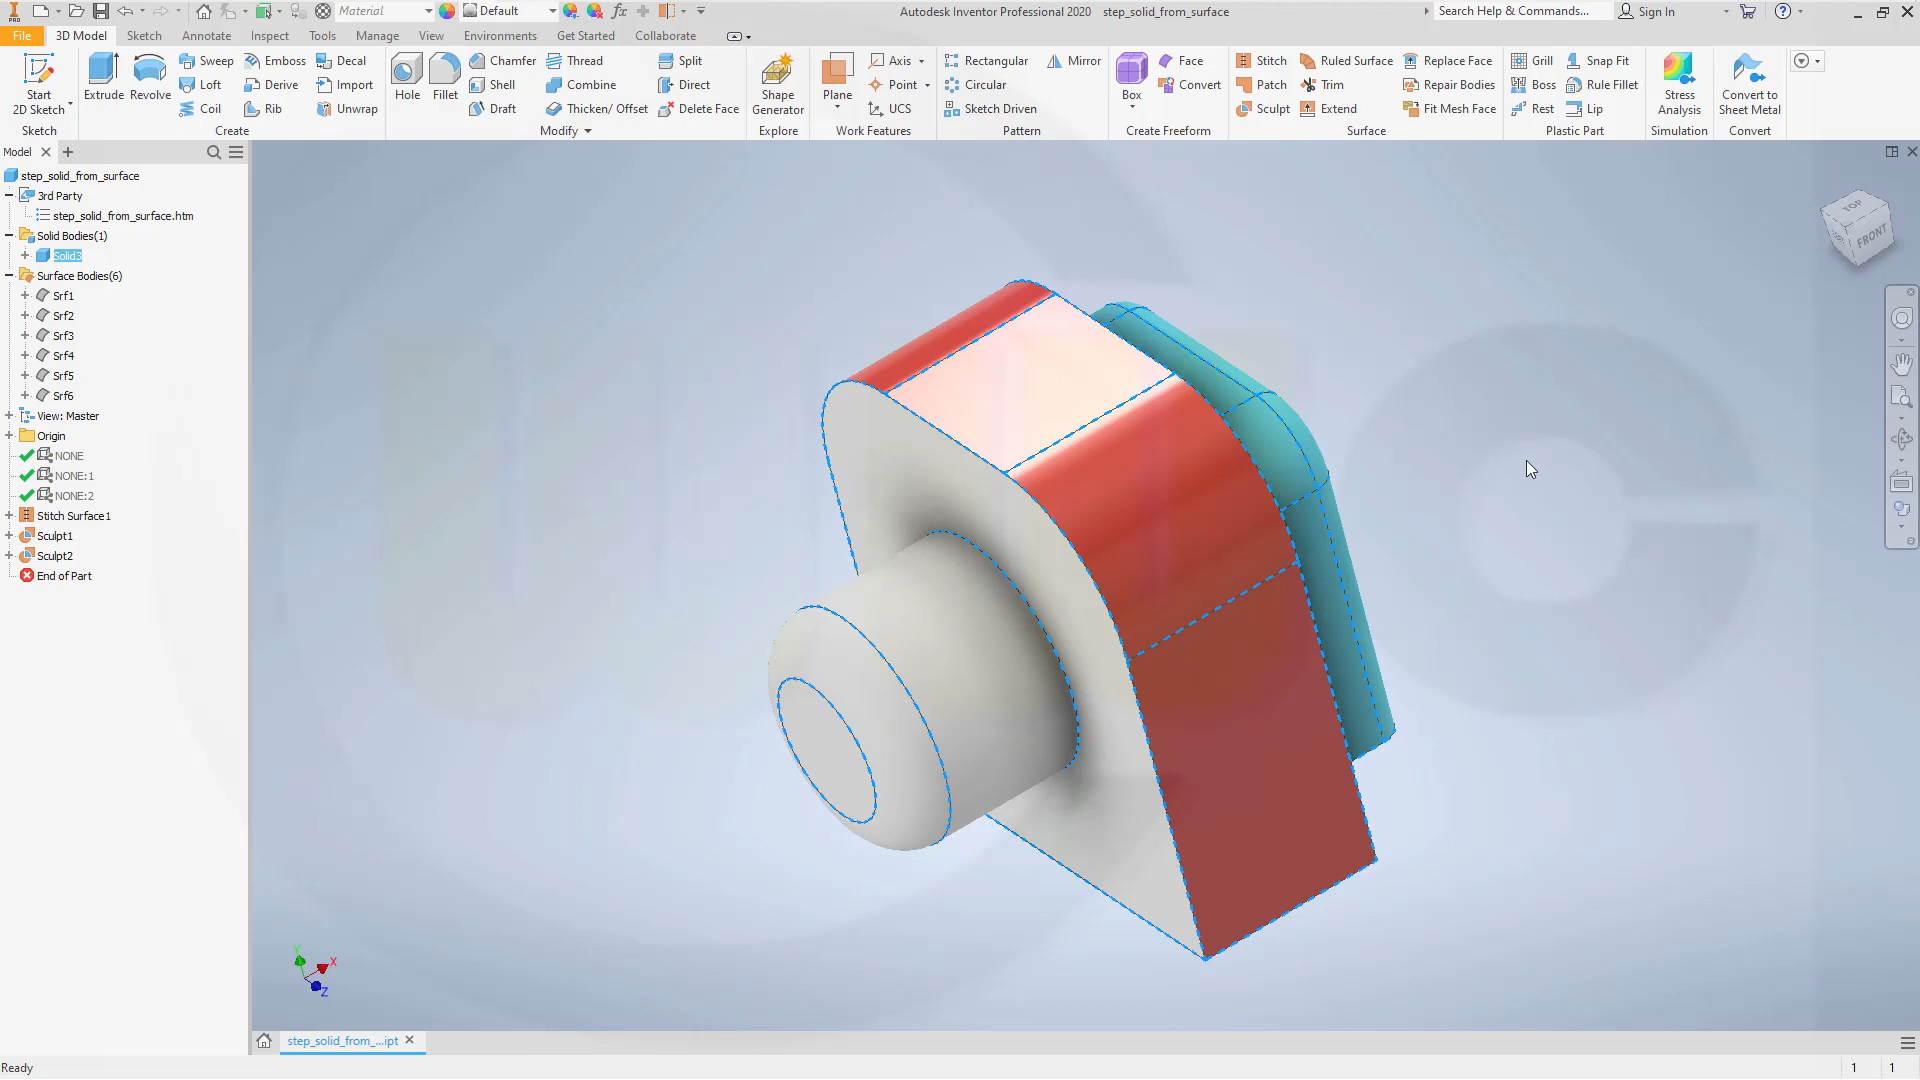 Material
Default
fx
Autodesk Inventor Professional 2020 step_solid_from_surface
Search Help & Commands...
Sign In
File
3D Model
Sketch
Annotate
Inspect
Tools
Manage
View
Environments
Get Started
Collaborate
Start
2D Sketch
Sketch
Extrude
Revolve
Sweep
Loft
Coil
Emboss
Derive
Rib
Decal
Import
Unwrap
Create
Hole
Fillet
Chamfer
Shell
Draft
Thread
Combine
Thicken/ Offset
Split
Direct
Delete Face
Modify
Shape
Generator
Explore
Plane
Axis
Point
UCS
Work Features
Rectangular
Circular
Sketch Driven
Mirror
Pattern
Box
Face
Convert
Create Freeform
Stitch
Patch
Sculpt
Ruled Surface
Trim
Extend
Replace Face
Repair Bodies
Fit Mesh Face
Surface
Grill
Boss
Rest
Snap Fit
Rule Fillet
Lip
Plastic Part
Stress
Analysis
Simulation
Convert to
Sheet Metal
Convert
Model
step_solid_from_surface
3rd Party
step_solid_from_surface.htm
Solid Bodies(1)
Solid3
Surface Bodies(6)
Srf1
Srf2
Srf3
Srf4
Srf5
Srf6
View: Master
Origin
NONE
NONE:1
NONE:2
Stitch Surface1
Sculpt1
Sculpt2
End of Part
TOP
FRONT
Y
X
Z
step_solid_from_...ipt
Ready
1 1